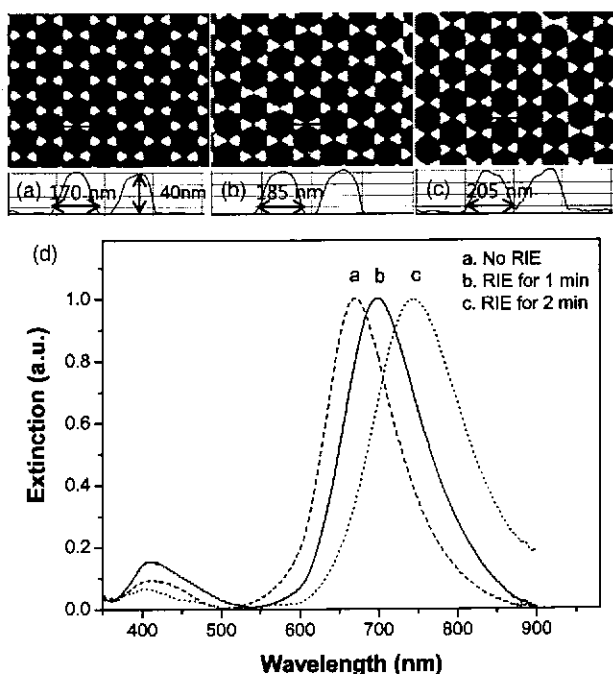 (a) 170 nm 40nm (b) 185 nm (c) 205 nm
(d)
a b c
a. No RIE
b. RIE for 1 min
c. RIE for 2 min
1.0
0.8
0.6
0.4
0.2
0.0
Extinction (a.u.)
400 500 600 700 800 900
Wavelength (nm)